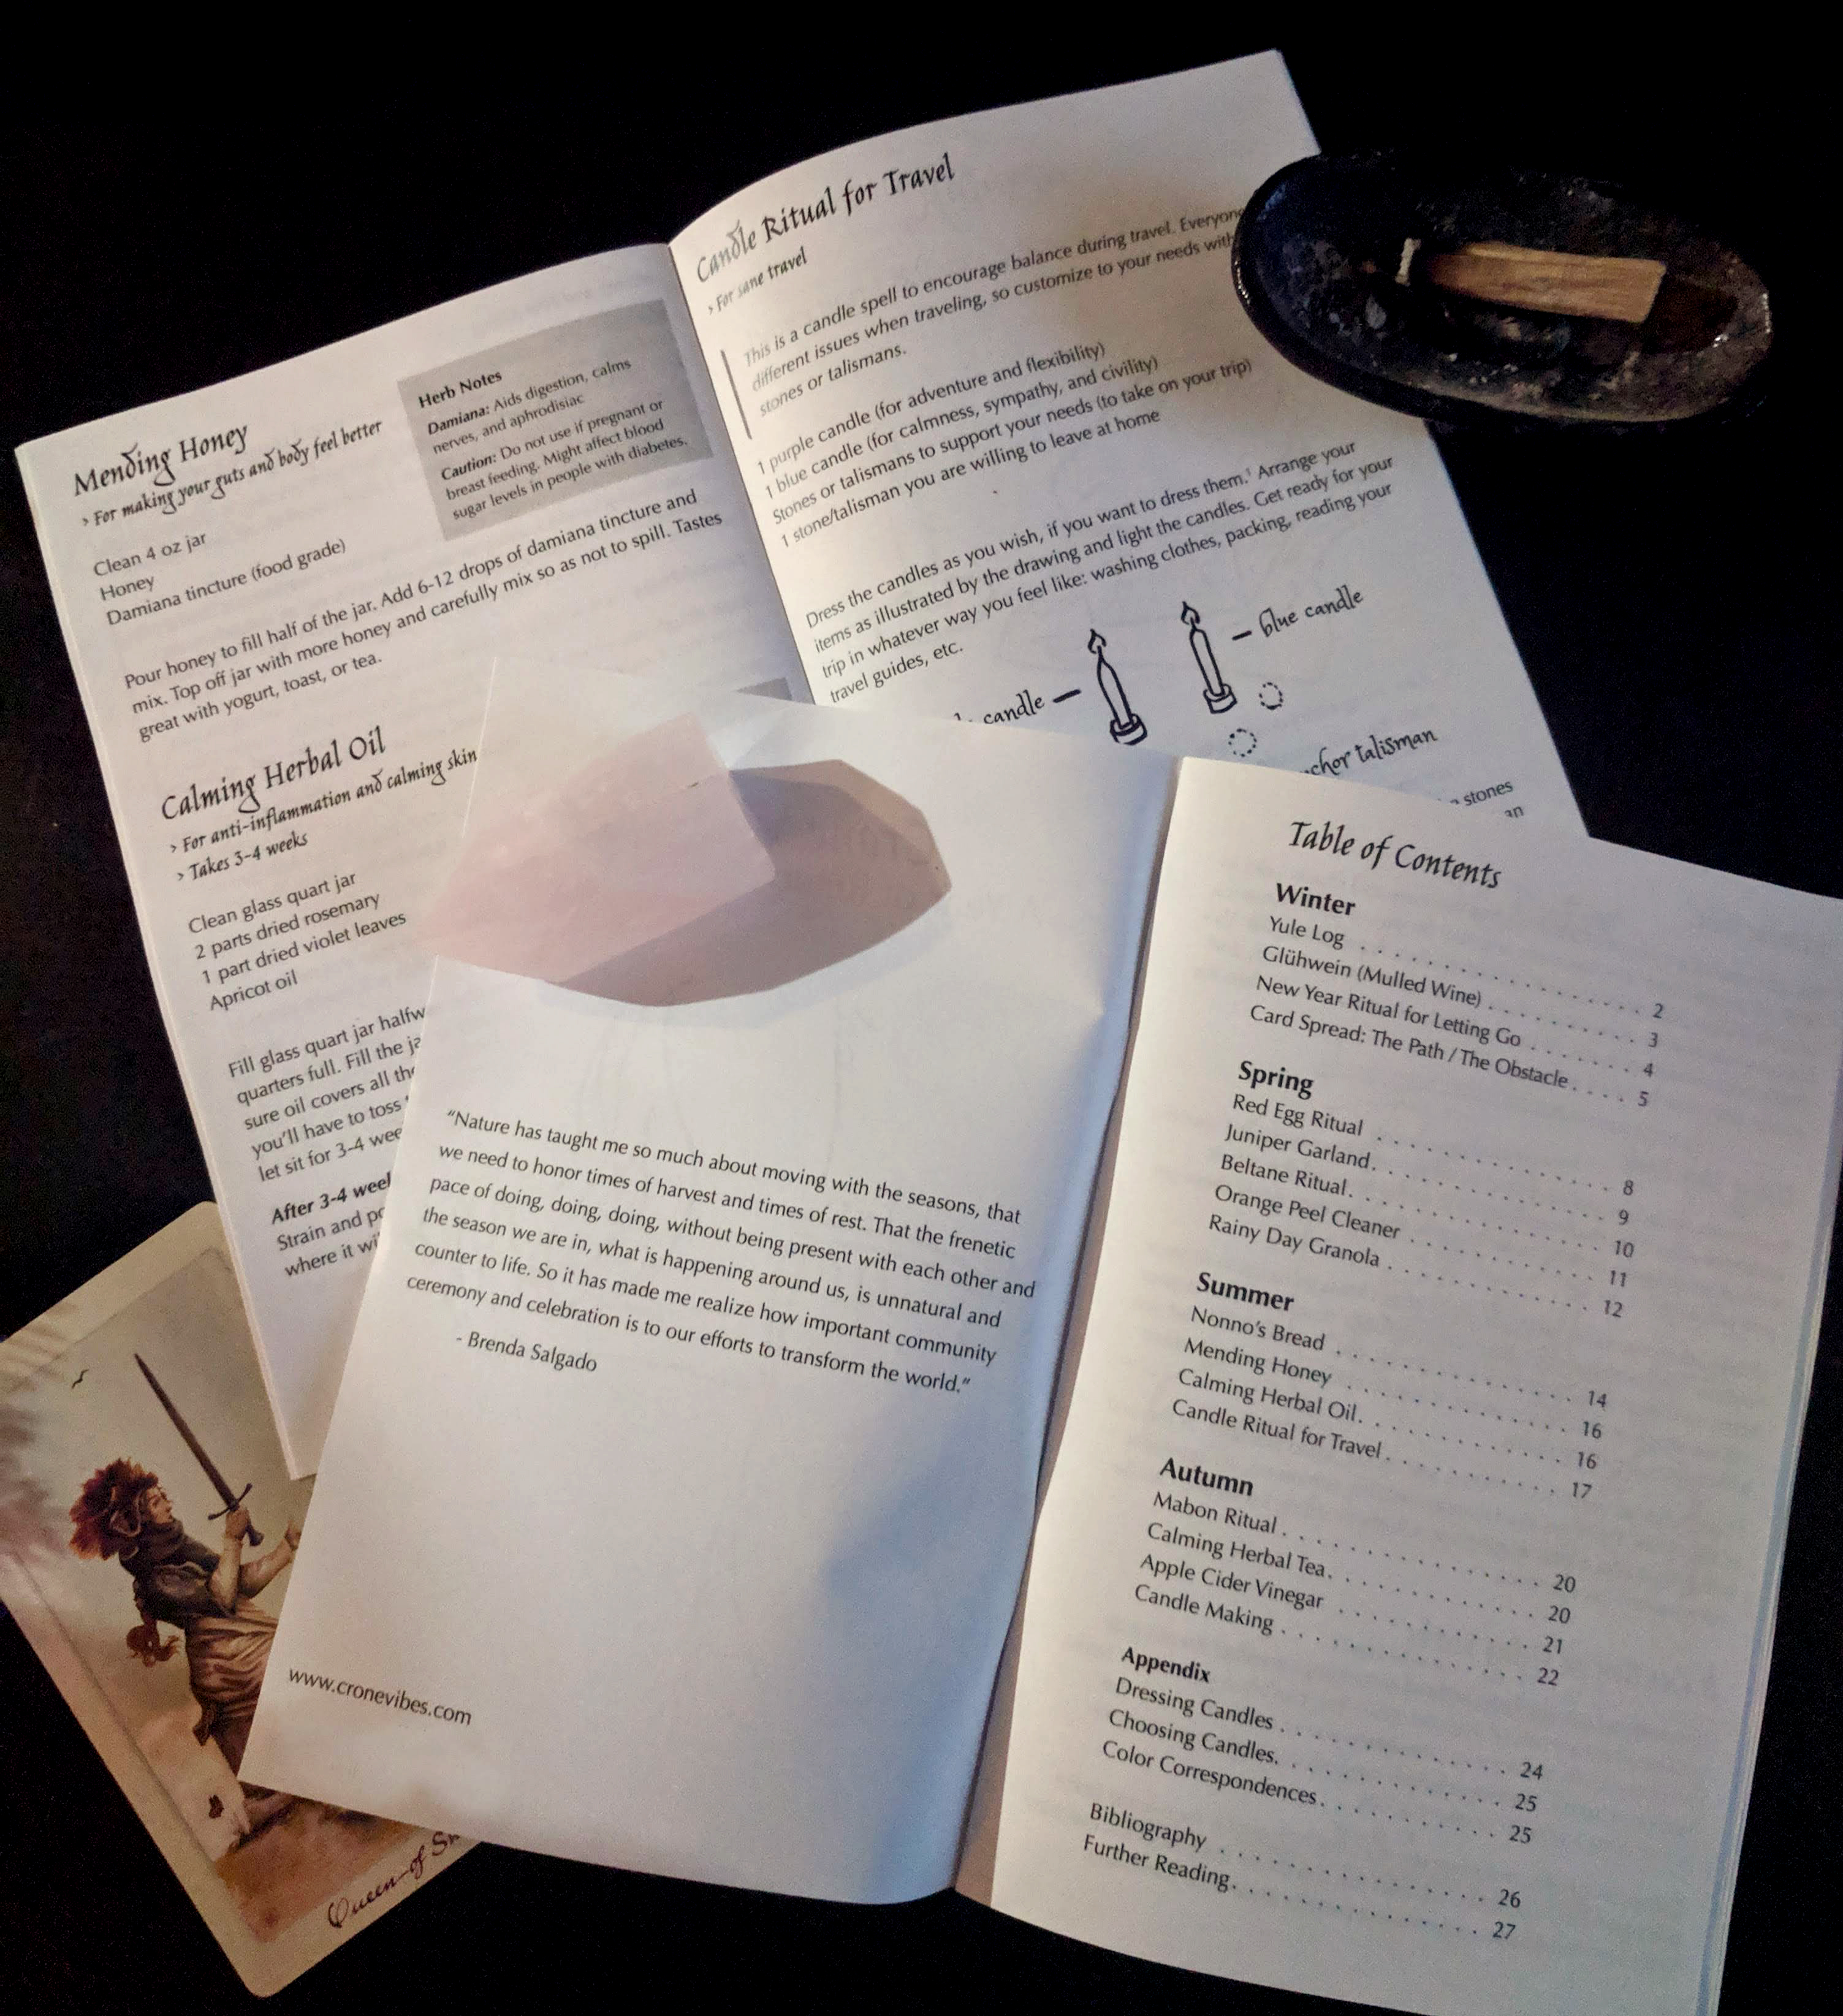 Mending Honey
› For making your guts and body feel better
Herb Notes
Damiana: Aids digestion, calms
nerves, and aphrodisiac
Caution: Do not use if pregnant or
breast feeding. Might affect blood
sugar levels in people with diabetes.
Clean 4 oz jar
Honey
Damiana tincture (food grade)
Pour honey to fill half of the jar. Add 6-12 drops of damiana tincture and
mix. Top off jar with more honey and carefully mix so as not to spill. Tastes
great with yogurt, toast, or tea.
Calming Herbal Oil
› For anti-inflammation and calming skin
› Takes 3-4 weeks
Clean glass quart jar
2 parts dried rosemary
1 part dried violet leaves
Apricot oil
Fill glass quart jar halfw
quarters full. Fill the ja
sure oil covers all the
you'll have to toss
let sit for 3-4 wee
After 3-4 week
Strain and po
where it wi
Candle Ritual for Travel
› For sane travel
This is a candle spell to encourage balance during travel. Everyone
different issues when traveling, so customize to your needs with
stones or talismans.
1 purple candle (for adventure and flexibility)
1 blue candle (for calmness, sympathy, and civility)
Stones or talismans to support your needs (to take on your trip)
1 stone/talisman you are willing to leave at home
Dress the candles as you wish, if you want to dress them.¹ Arrange your
items as illustrated by the drawing and light the candles. Get ready for your
trip in whatever way you feel like: washing clothes, packing, reading your
travel guides, etc.
blue candle
candle
chor talisman
stones
an
"Nature has taught me so much about moving with the seasons, that
we need to honor times of harvest and times of rest. That the frenetic
pace of doing, doing, doing, without being present with each other and
the season we are in, what is happening around us, is unnatural and
counter to life. So it has made me realize how important community
ceremony and celebration is to our efforts to transform the world."
- Brenda Salgado
www.cronevibes.com
Table of Contents
Winter
Yule Log . . . . . . . . . . . . . . . . . . . . 2
Glühwein (Mulled Wine) . . . . . . . . . . 3
New Year Ritual for Letting Go . . . . . . 4
Card Spread: The Path / The Obstacle . . . . 5
Spring
Red Egg Ritual . . . . . . . . . . . . . . . . 8
Juniper Garland. . . . . . . . . . . . . . . . 9
Beltane Ritual. . . . . . . . . . . . . . . . . 10
Orange Peel Cleaner . . . . . . . . . . . . . 11
Rainy Day Granola . . . . . . . . . . . . . . 12
Summer
Nonno's Bread . . . . . . . . . . . . . . . . 14
Mending Honey . . . . . . . . . . . . . . . 16
Calming Herbal Oil. . . . . . . . . . . . . . 16
Candle Ritual for Travel . . . . . . . . . . . 17
Autumn
Mabon Ritual . . . . . . . . . . . . . . . . . 20
Calming Herbal Tea. . . . . . . . . . . . . . 20
Apple Cider Vinegar . . . . . . . . . . . . . 21
Candle Making . . . . . . . . . . . . . . . . 22
Appendix
Dressing Candles . . . . . . . . . . . . . . . 24
Choosing Candles. . . . . . . . . . . . . . . 25
Color Correspondences. . . . . . . . . . . . 25
Bibliography . . . . . . . . . . . . . . . . . 26
Further Reading. . . . . . . . . . . . . . . . 27
Queen of